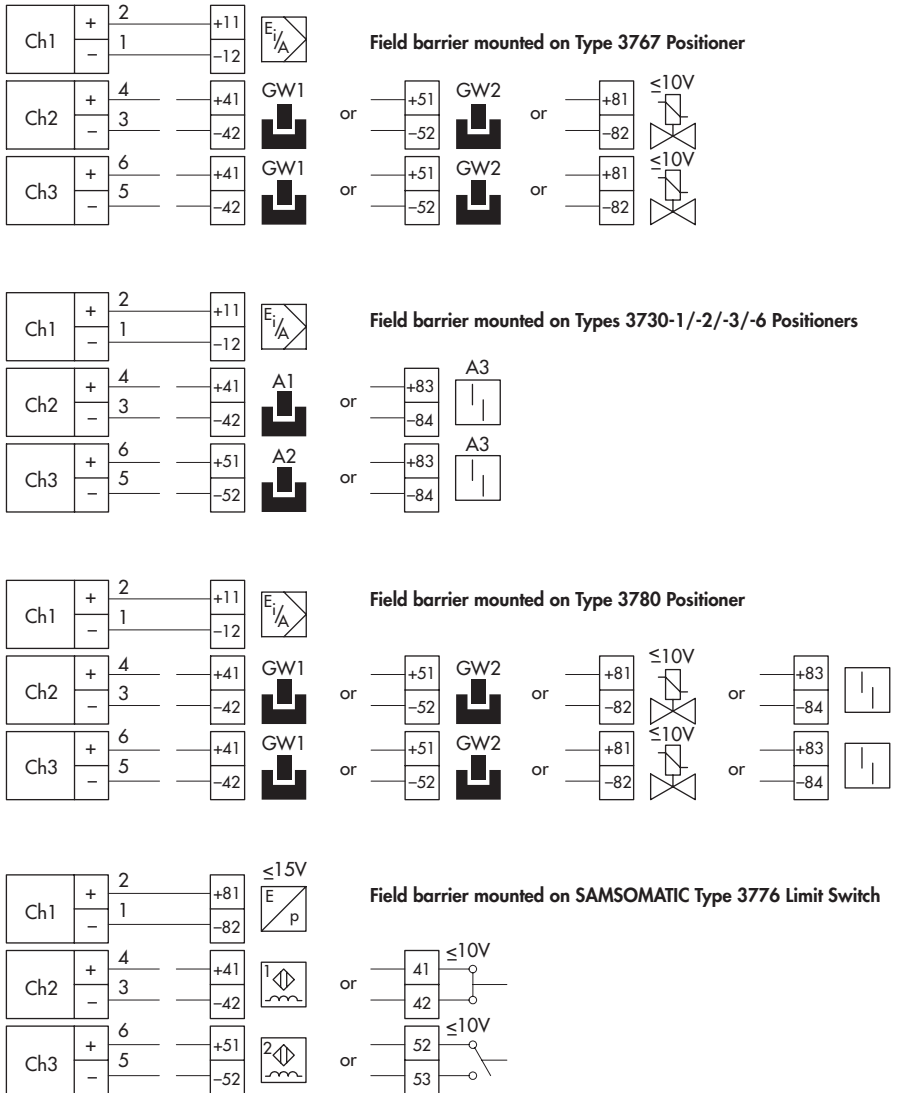 Field barrier mounted on Type 3767 Positioner
Ch1 + 2 +11 Ei/A
– 1 –12
Ch2 + 4 +41 GW1 or +51 GW2 or +81 ≤10V
– 3 –42 –52 –82
Ch3 + 6 +41 GW1 or +51 GW2 or +81 ≤10V
– 5 –42 –52 –82
Field barrier mounted on Types 3730-1/-2/-3/-6 Positioners
Ch1 + 2 +11 Ei/A
– 1 –12
Ch2 + 4 +41 A1 or +83 A3
– 3 –42 –84
Ch3 + 6 +51 A2 or +83 A3
– 5 –52 –84
Field barrier mounted on Type 3780 Positioner
Ch1 + 2 +11 Ei/A
– 1 –12
Ch2 + 4 +41 GW1 or +51 GW2 or +81 ≤10V or +83
– 3 –42 –52 –82 –84
Ch3 + 6 +41 GW1 or +51 GW2 or +81 ≤10V or +83
– 5 –42 –52 –82 –84
Field barrier mounted on SAMSOMATIC Type 3776 Limit Switch
Ch1 + 2 +81 ≤15V E p
– 1 –82
Ch2 + 4 +41 1 or 41 ≤10V
– 3 –42 42
Ch3 + 6 +51 2 or 52 ≤10V
– 5 –52 53